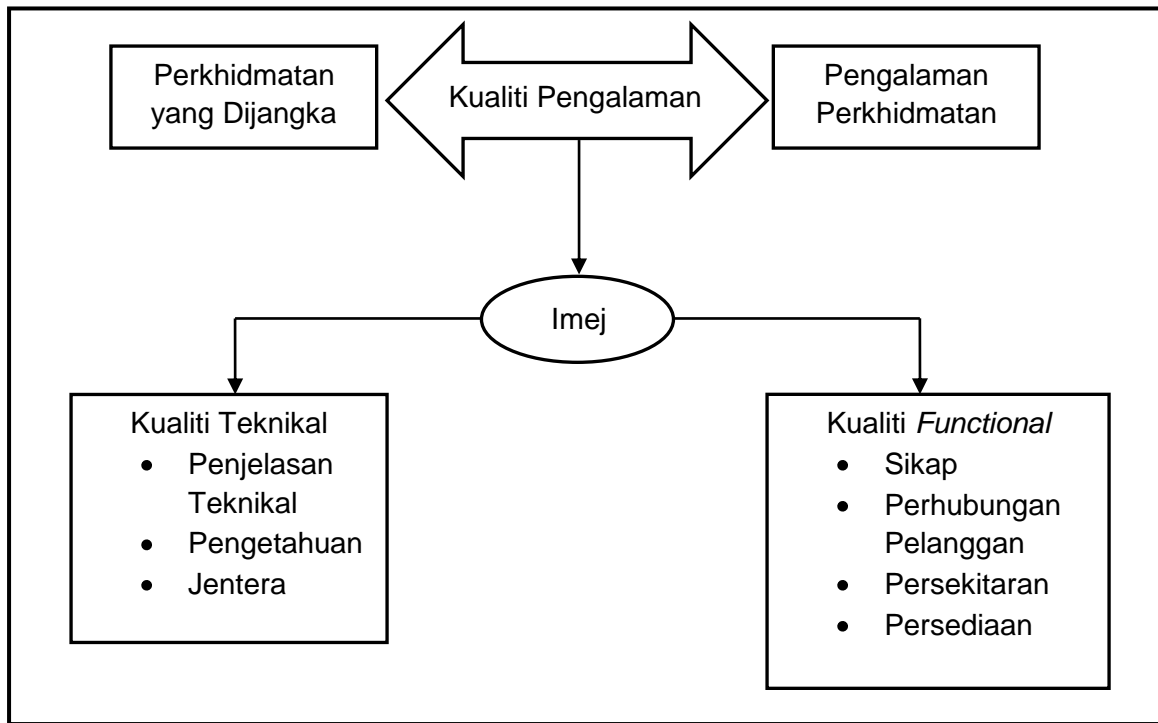 Perkhidmatan
yang Dijangka
Kualiti Pengalaman
Pengalaman
Perkhidmatan
Imej
Kualiti Teknikal
• Penjelasan
Teknikal
• Pengetahuan
• Jentera
Kualiti Functional
• Sikap
• Perhubungan
Pelanggan
• Persekitaran
• Persediaan